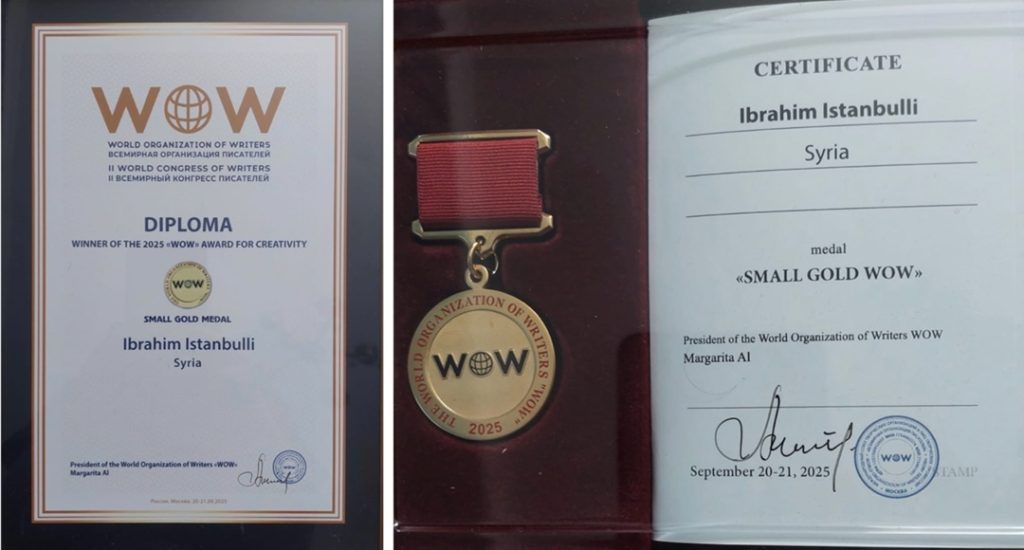 WOW
WORLD ORGANIZATION OF WRITERS
ВСЕМИРНАЯ ОРГАНИЗАЦИЯ ПИСАТЕЛЕЙ
II WORLD CONGRESS OF WRITERS
II ВСЕМИРНЫЙ КОНГРЕСС ПИСАТЕЛЕЙ
DIPLOMA
WINNER OF THE 2025 «WOW» AWARD FOR CREATIVITY
WOW
SMALL GOLD MEDAL
Ibrahim Istanbulli
Syria
President of the World Organization of Writers «WOW»
Margarita Al
WOW
Россия, Москва, 20-21.09.2025
THE WORLD ORGANIZATION OF WRITERS "WOW"
WOW
2025
CERTIFICATE
Ibrahim Istanbulli
Syria
medal
«SMALL GOLD WOW»
President of the World Organization of Writers WOW
Margarita Al
September 20-21, 2025
WOW
МОСКВА
STAMP